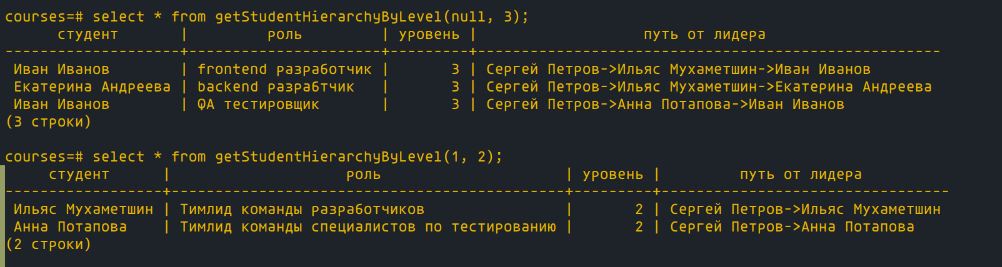 courses=# select * from getStudentHierarchyByLevel(null, 3);
студент | роль | уровень | путь от лидера
-------------------+----------------------+---------+-----------------------------------------------------
Иван Иванов | frontend разработчик | 3 | Сергей Петров->Ильяс Мухаметшин->Иван Иванов
Екатерина Андреева | backend разрабтчик | 3 | Сергей Петров->Ильяс Мухаметшин->Екатерина Андреева
Иван Иванов | QA тестировщик | 3 | Сергей Петров->Анна Потапова->Иван Иванов
(3 строки)
courses=# select * from getStudentHierarchyByLevel(1, 2);
студент | роль | уровень | путь от лидера
-----------------+---------------------------------------------+---------+---------------------------------
Ильяс Мухаметшин | Тимлид команды разработчиков | 2 | Сергей Петров->Ильяс Мухаметшин
Анна Потапова | Тимлид команды специалистов по тестированию | 2 | Сергей Петров->Анна Потапова
(2 строки)